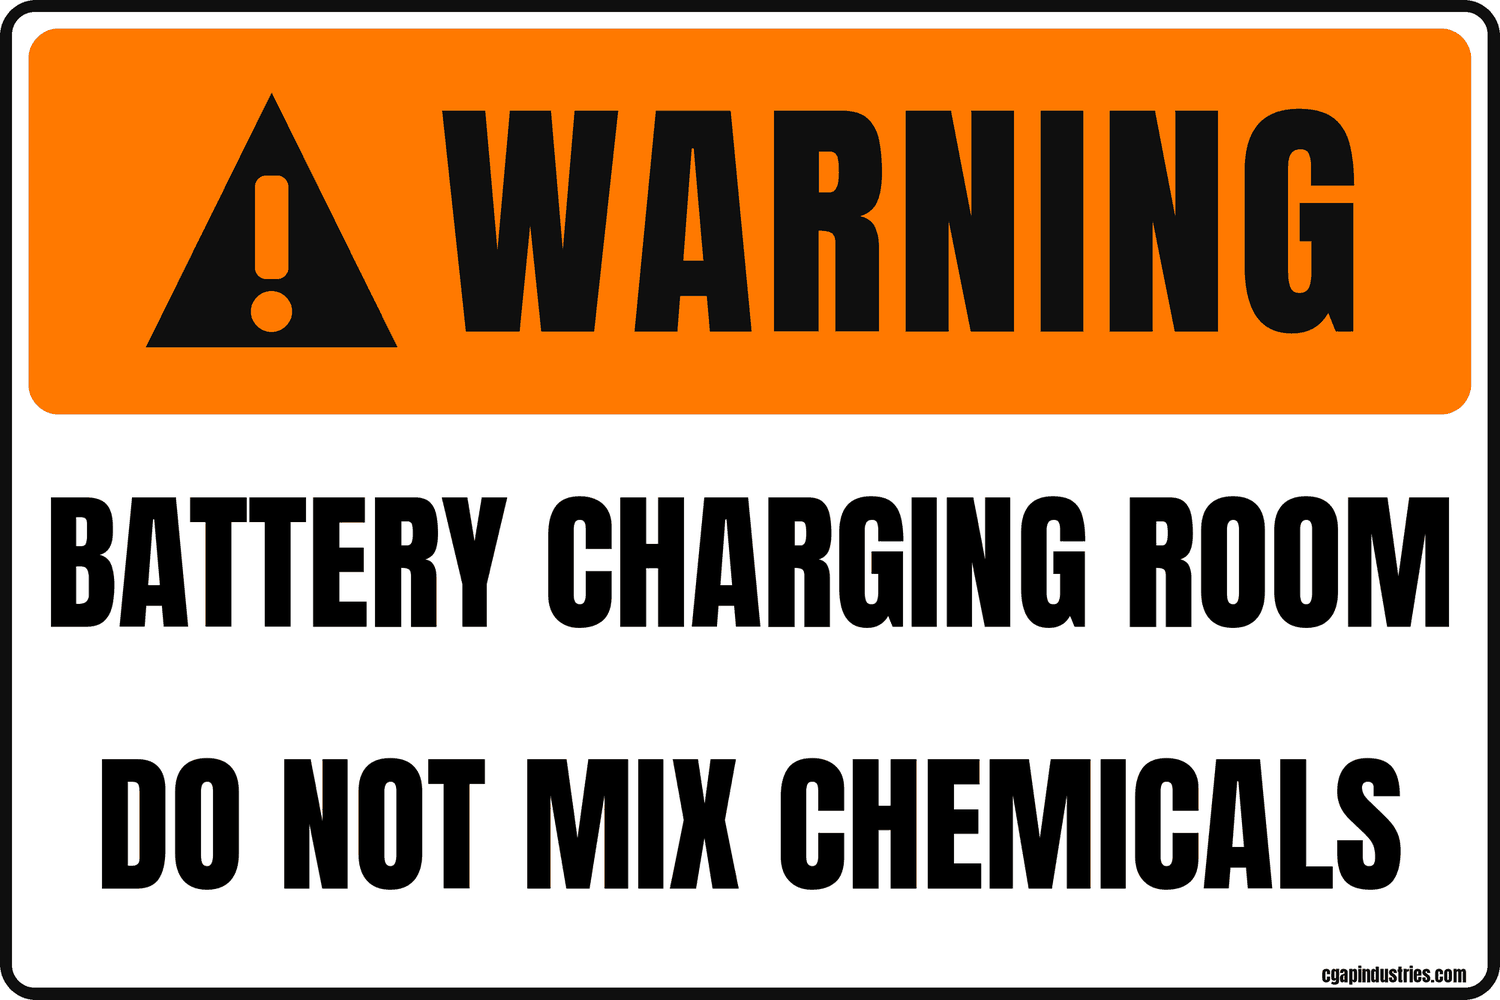 WARNING
BATTERY CHARGING ROOM
DO NOT MIX CHEMICALS
cgapindustries.com